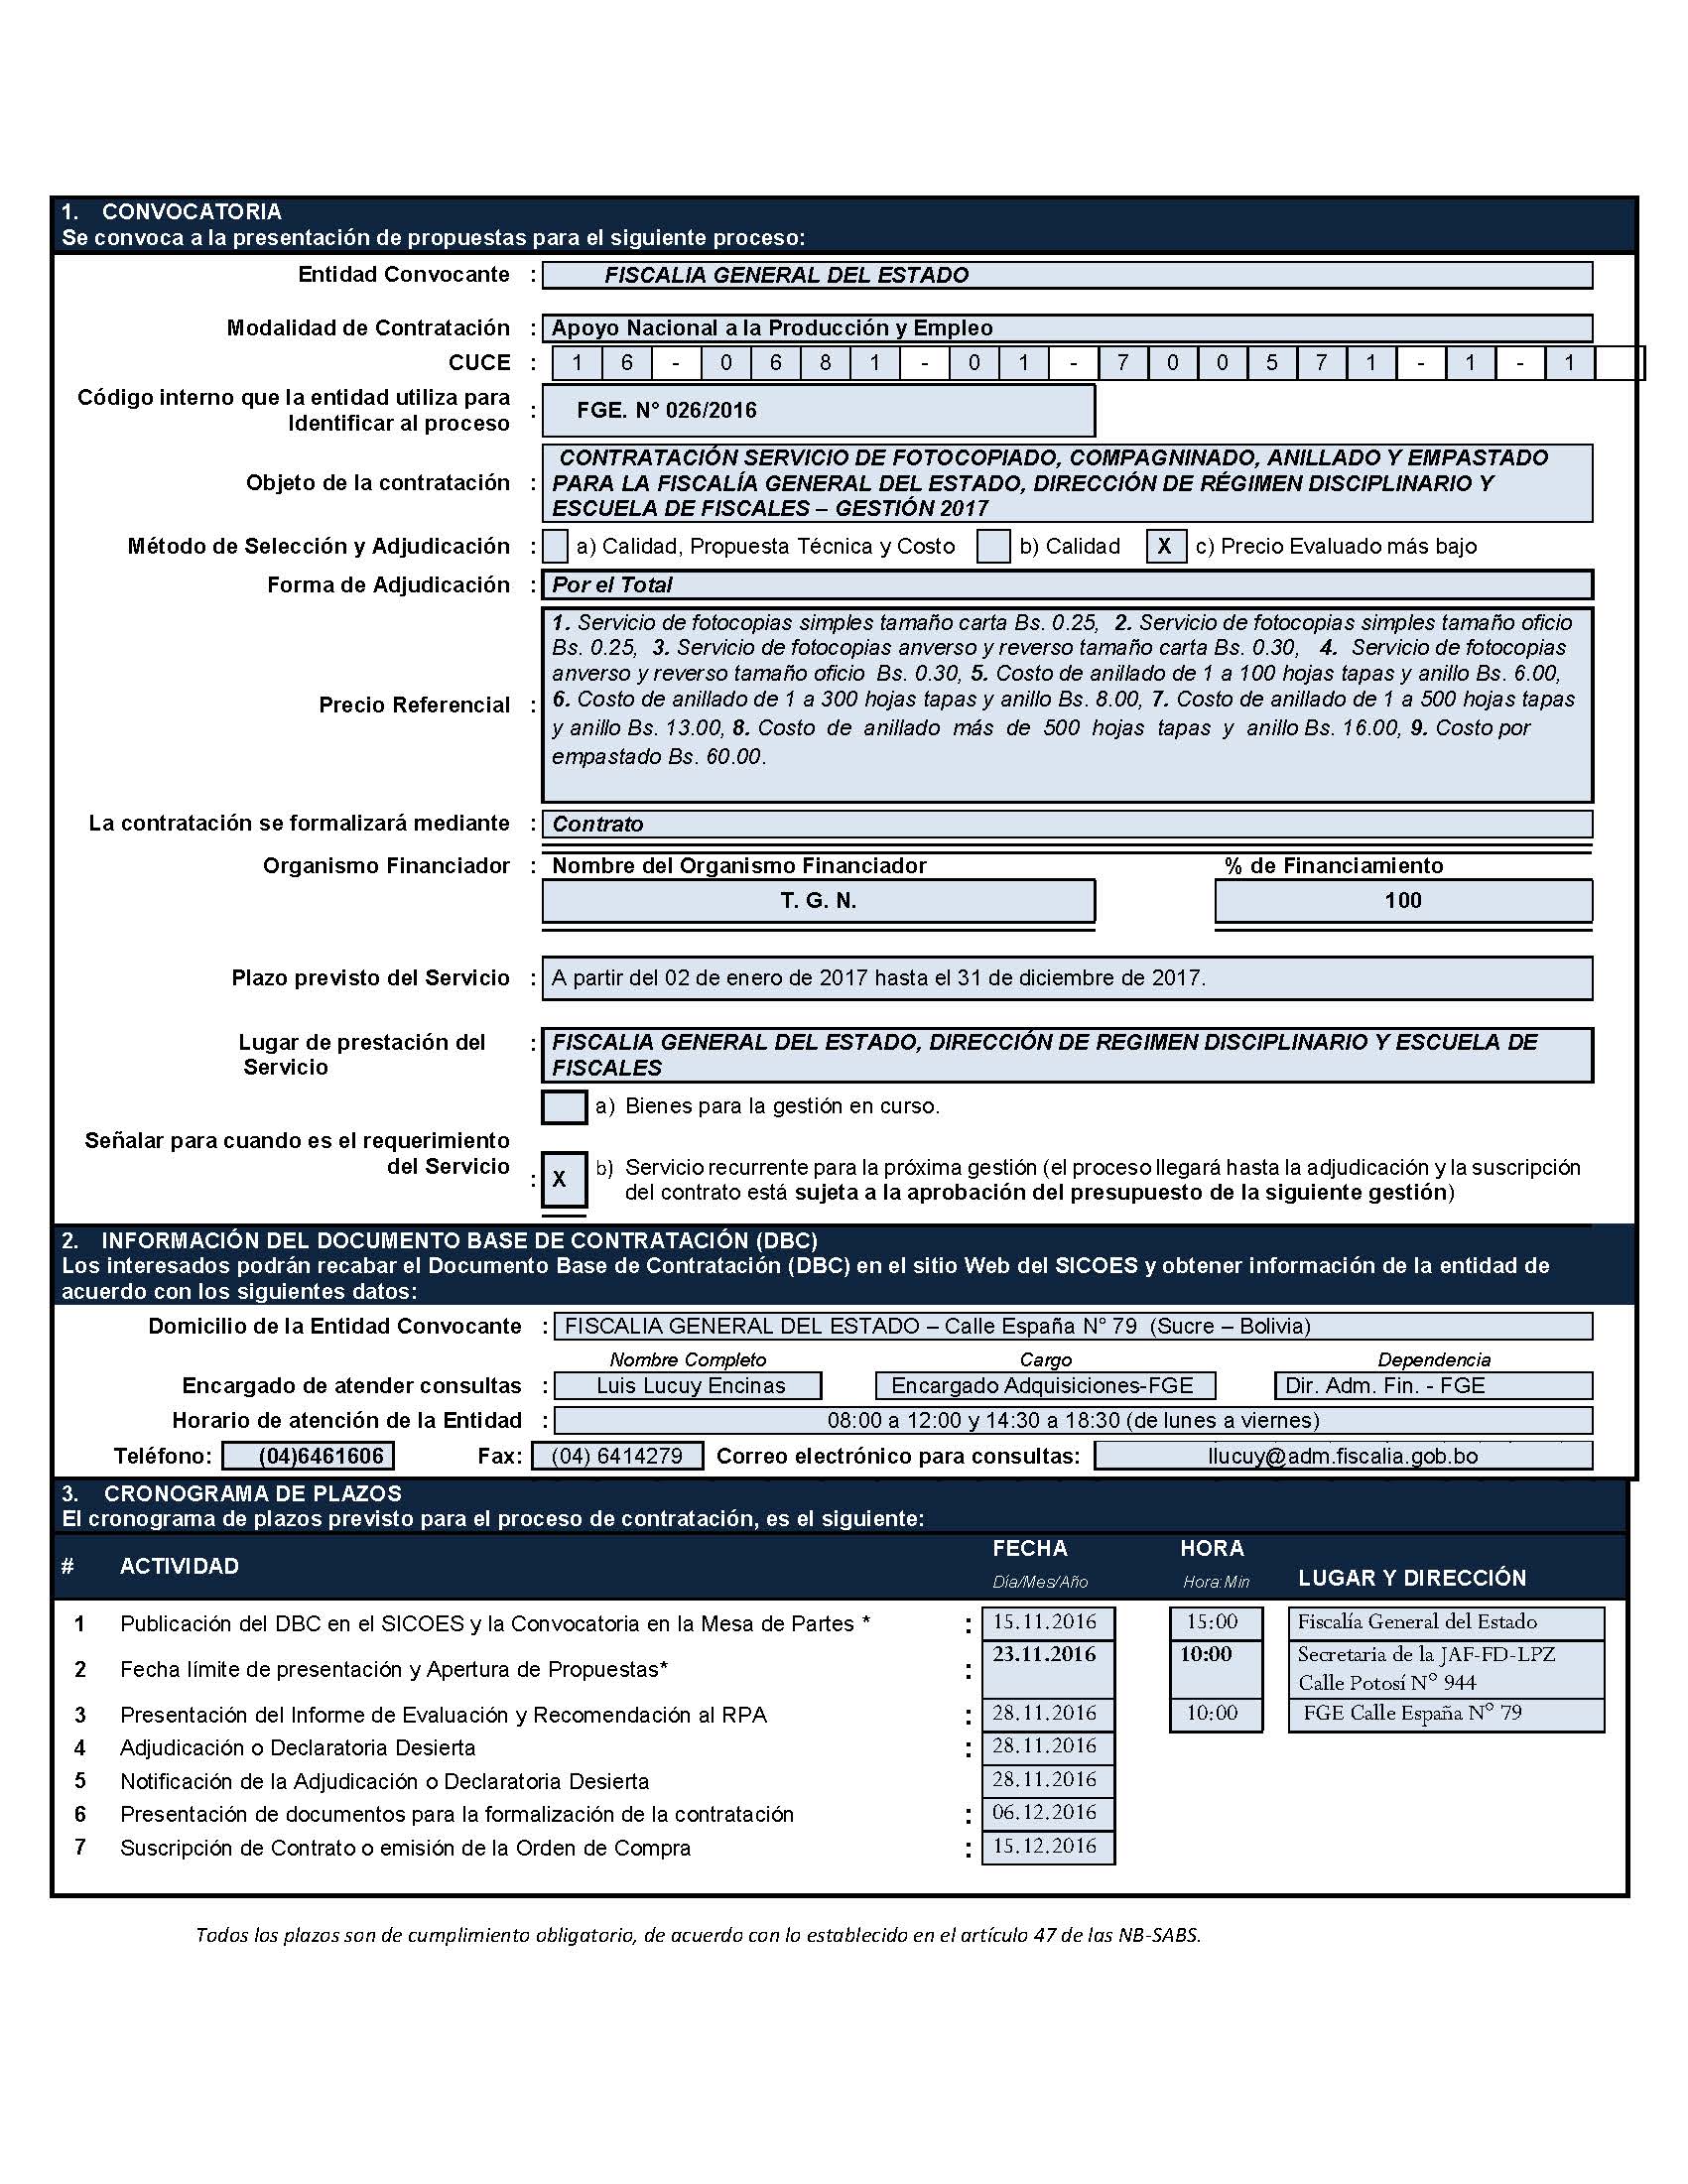 1. CONVOCATORIA
Se convoca a la presentación de propuestas para el siguiente proceso:
Entidad Convocante : FISCALIA GENERAL DEL ESTADO
Modalidad de Contratación : Apoyo Nacional a la Producción y Empleo
CUCE : 1 6 - 0 6 8 1 - 0 1 - 7 0 0 5 7 1 - 1 - 1
Código interno que la entidad utiliza para
Identificar al proceso : FGE. N° 026/2016
Objeto de la contratación : CONTRATACIÓN SERVICIO DE FOTOCOPIADO, COMPAGNINADO, ANILLADO Y EMPASTADO
PARA LA FISCALÍA GENERAL DEL ESTADO, DIRECCIÓN DE RÉGIMEN DISCIPLINARIO Y
ESCUELA DE FISCALES – GESTIÓN 2017
Método de Selección y Adjudicación : a) Calidad, Propuesta Técnica y Costo b) Calidad X c) Precio Evaluado más bajo
Forma de Adjudicación : Por el Total
Precio Referencial : 1. Servicio de fotocopias simples tamaño carta Bs. 0.25, 2. Servicio de fotocopias simples tamaño oficio
Bs. 0.25, 3. Servicio de fotocopias anverso y reverso tamaño carta Bs. 0.30, 4. Servicio de fotocopias
anverso y reverso tamaño oficio Bs. 0.30, 5. Costo de anillado de 1 a 100 hojas tapas y anillo Bs. 6.00,
6. Costo de anillado de 1 a 300 hojas tapas y anillo Bs. 8.00, 7. Costo de anillado de 1 a 500 hojas tapas
y anillo Bs. 13.00, 8. Costo de anillado más de 500 hojas tapas y anillo Bs. 16.00, 9. Costo por
empastado Bs. 60.00.
La contratación se formalizará mediante : Contrato
Organismo Financiador : Nombre del Organismo Financiador % de Financiamiento
T. G. N. 100
Plazo previsto del Servicio : A partir del 02 de enero de 2017 hasta el 31 de diciembre de 2017.
Lugar de prestación del : FISCALIA GENERAL DEL ESTADO, DIRECCIÓN DE REGIMEN DISCIPLINARIO Y ESCUELA DE
Servicio FISCALES
a) Bienes para la gestión en curso.
Señalar para cuando es el requerimiento
del Servicio : X b) Servicio recurrente para la próxima gestión (el proceso llegará hasta la adjudicación y la suscripción
del contrato está sujeta a la aprobación del presupuesto de la siguiente gestión)
2. INFORMACIÓN DEL DOCUMENTO BASE DE CONTRATACIÓN (DBC)
Los interesados podrán recabar el Documento Base de Contratación (DBC) en el sitio Web del SICOES y obtener información de la entidad de
acuerdo con los siguientes datos:
Domicilio de la Entidad Convocante : FISCALIA GENERAL DEL ESTADO – Calle España N° 79 (Sucre – Bolivia)
Nombre Completo Cargo Dependencia
Encargado de atender consultas : Luis Lucuy Encinas Encargado Adquisiciones-FGE Dir. Adm. Fin. - FGE
Horario de atención de la Entidad : 08:00 a 12:00 y 14:30 a 18:30 (de lunes a viernes)
Teléfono: (04)6461606 Fax: (04) 6414279 Correo electrónico para consultas: llucuy@adm.fiscalia.gob.bo
3. CRONOGRAMA DE PLAZOS
El cronograma de plazos previsto para el proceso de contratación, es el siguiente:
# ACTIVIDAD FECHA HORA LUGAR Y DIRECCIÓN
Día/Mes/Año Hora:Min
1 Publicación del DBC en el SICOES y la Convocatoria en la Mesa de Partes * : 15.11.2016 15:00 Fiscalía General del Estado
2 Fecha límite de presentación y Apertura de Propuestas* : 23.11.2016 10:00 Secretaria de la JAF-FD-LPZ
Calle Potosí N° 944
3 Presentación del Informe de Evaluación y Recomendación al RPA : 28.11.2016 10:00 FGE Calle España N° 79
4 Adjudicación o Declaratoria Desierta : 28.11.2016
5 Notificación de la Adjudicación o Declaratoria Desierta 28.11.2016
6 Presentación de documentos para la formalización de la contratación : 06.12.2016
7 Suscripción de Contrato o emisión de la Orden de Compra : 15.12.2016
Todos los plazos son de cumplimiento obligatorio, de acuerdo con lo establecido en el artículo 47 de las NB-SABS.